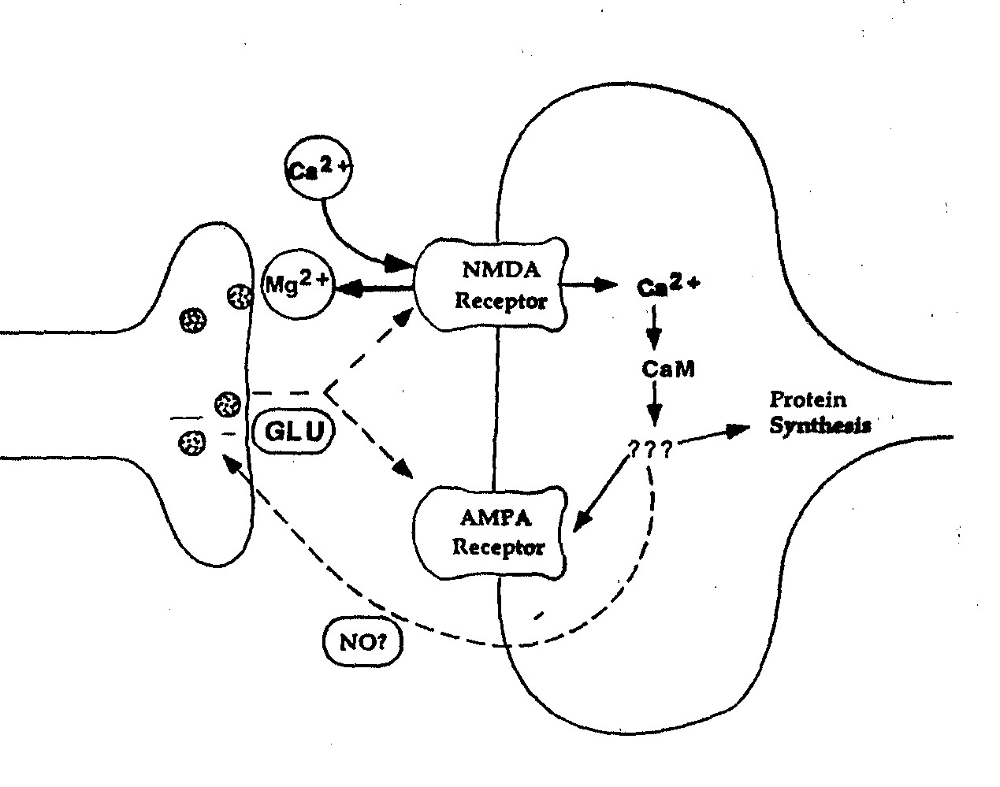 Ca2+
Mg2+
NMDA
Receptor
Ca2+
CaM
Protein
Synthesis
GLU
???
AMPA
Receptor
NO?